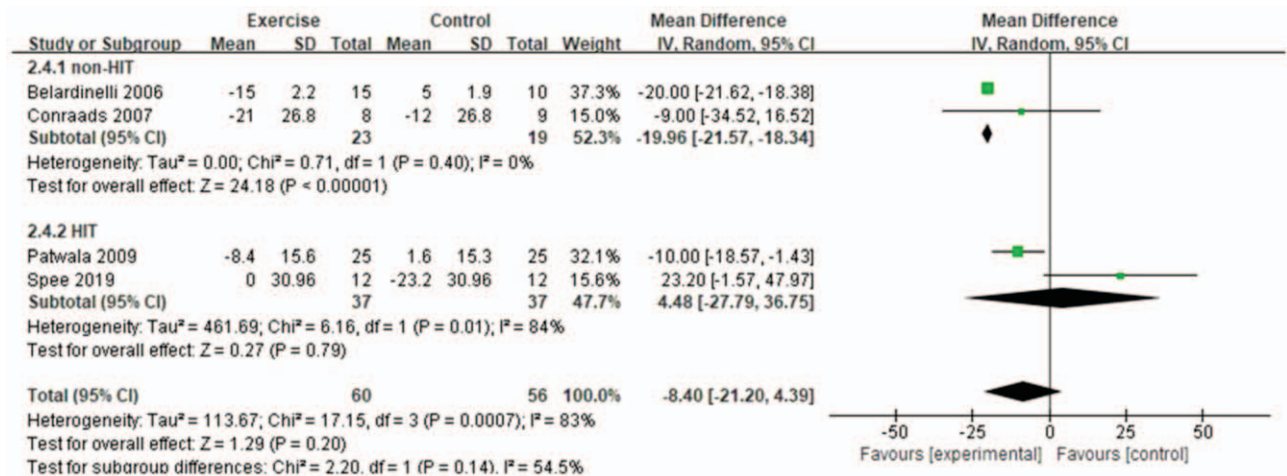 Exercise Control Mean Difference Mean Difference
Study or Subgroup Mean SD Total Mean SD Total Weight IV, Random, 95% CI IV, Random, 95% CI
2.4.1 non-HIT
Belardinelli 2006 -15 2.2 15 5 1.9 10 37.3% -20.00 [-21.62, -18.38]
Conraads 2007 -21 26.8 8 -12 26.8 9 15.0% -9.00 [-34.52, 16.52]
Subtotal (95% CI) 23 19 52.3% -19.96 [-21.57, -18.34]
Heterogeneity: Tau² = 0.00; Chi² = 0.71, df = 1 (P = 0.40); I² = 0%
Test for overall effect: Z = 24.18 (P < 0.00001)
2.4.2 HIT
Patwala 2009 -8.4 15.6 25 1.6 15.3 25 32.1% -10.00 [-18.57, -1.43]
Spee 2019 0 30.96 12 -23.2 30.96 12 15.6% 23.20 [-1.57, 47.97]
Subtotal (95% CI) 37 37 47.7% 4.48 [-27.79, 36.75]
Heterogeneity: Tau² = 461.69; Chi² = 6.16, df = 1 (P = 0.01); I² = 84%
Test for overall effect: Z = 0.27 (P = 0.79)
Total (95% CI) 60 56 100.0% -8.40 [-21.20, 4.39]
Heterogeneity: Tau² = 113.67; Chi² = 17.15, df = 3 (P = 0.0007); I² = 83%
Test for overall effect: Z = 1.29 (P = 0.20)
Test for subgroup differences: Chi² = 2.20, df = 1 (P = 0.14), I² = 54.5%
-50 -25 0 25 50
Favours [experimental] Favours [control]